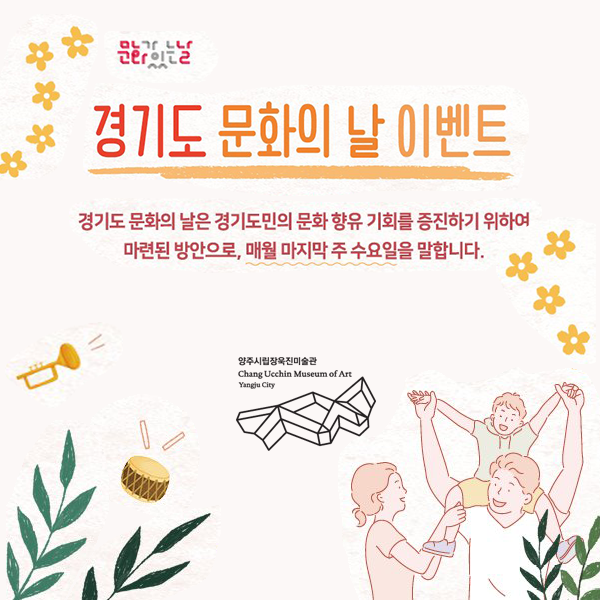 문화가 있는 날
경기도 문화의 날 이벤트
경기도 문화의 날은 경기도민의 문화 향유 기회를 증진하기 위하여
마련된 방안으로, 매월 마지막 주 수요일을 말합니다.
양주시립장욱진미술관
Chang Ucchin Museum of Art
Yangju City